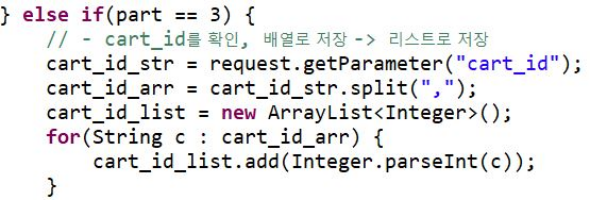 } else if(part == 3) {
// - cart_id를 확인, 배열로 저장 -> 리스트로 저장
cart_id_str = request.getParameter("cart_id");
cart_id_arr = cart_id_str.split(",");
cart_id_list = new ArrayList<Integer>();
for(String c : cart_id_arr) {
cart_id_list.add(Integer.parseInt(c));
}